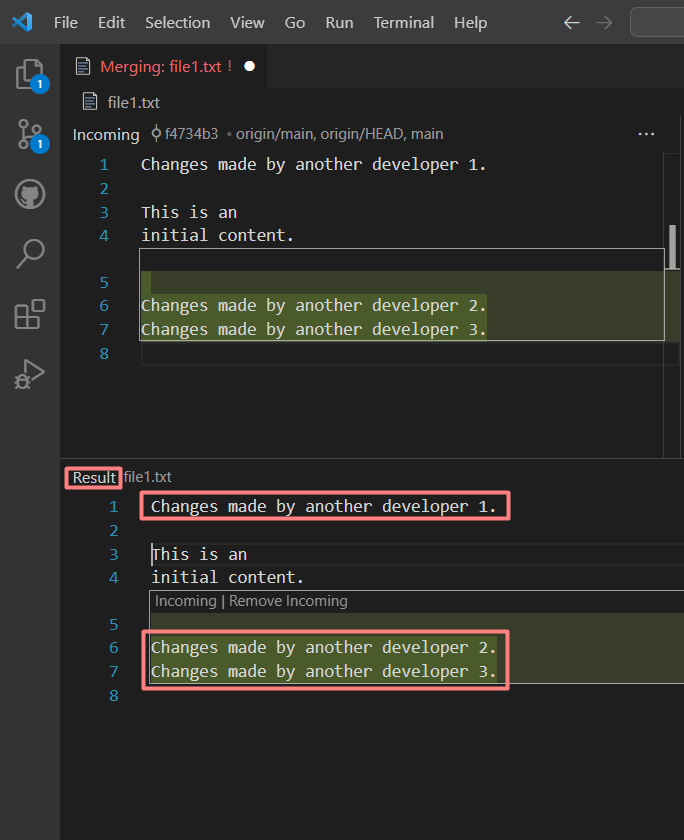 File Edit Selection View Go Run Terminal Help
Merging: file1.txt !
file1.txt
Incoming f4734b3 • origin/main, origin/HEAD, main ...
1 Changes made by another developer 1.
2
3 This is an
4 initial content.
5
6 Changes made by another developer 2.
7 Changes made by another developer 3.
8
Result file1.txt
1 Changes made by another developer 1.
2
3 This is an
4 initial content.
Incoming | Remove Incoming
5
6 Changes made by another developer 2.
7 Changes made by another developer 3.
8
1
1